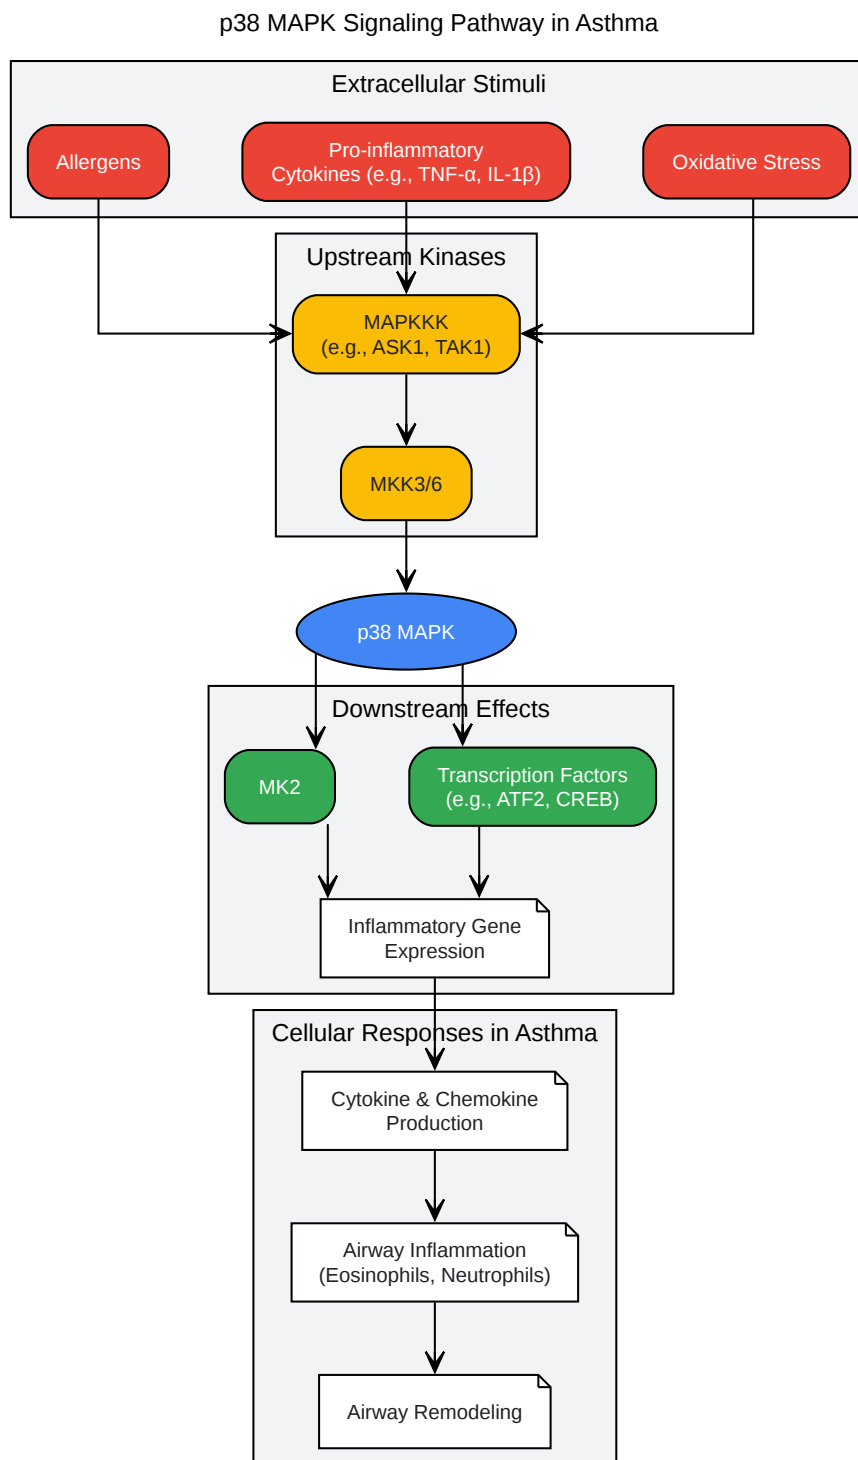 p38 MAPK Signaling Pathway in Asthma
Extracellular Stimuli
Allergens
Pro-inflammatory
Cytokines (e.g., TNF-α, IL-1β)
Oxidative Stress
Upstream Kinases
MAPKKK
(e.g., ASK1, TAK1)
MKK3/6
p38 MAPK
Downstream Effects
MK2
Transcription Factors
(e.g., ATF2, CREB)
Inflammatory Gene
Expression
Cellular Responses in Asthma
Cytokine & Chemokine
Production
Airway Inflammation
(Eosinophils, Neutrophils)
Airway Remodeling